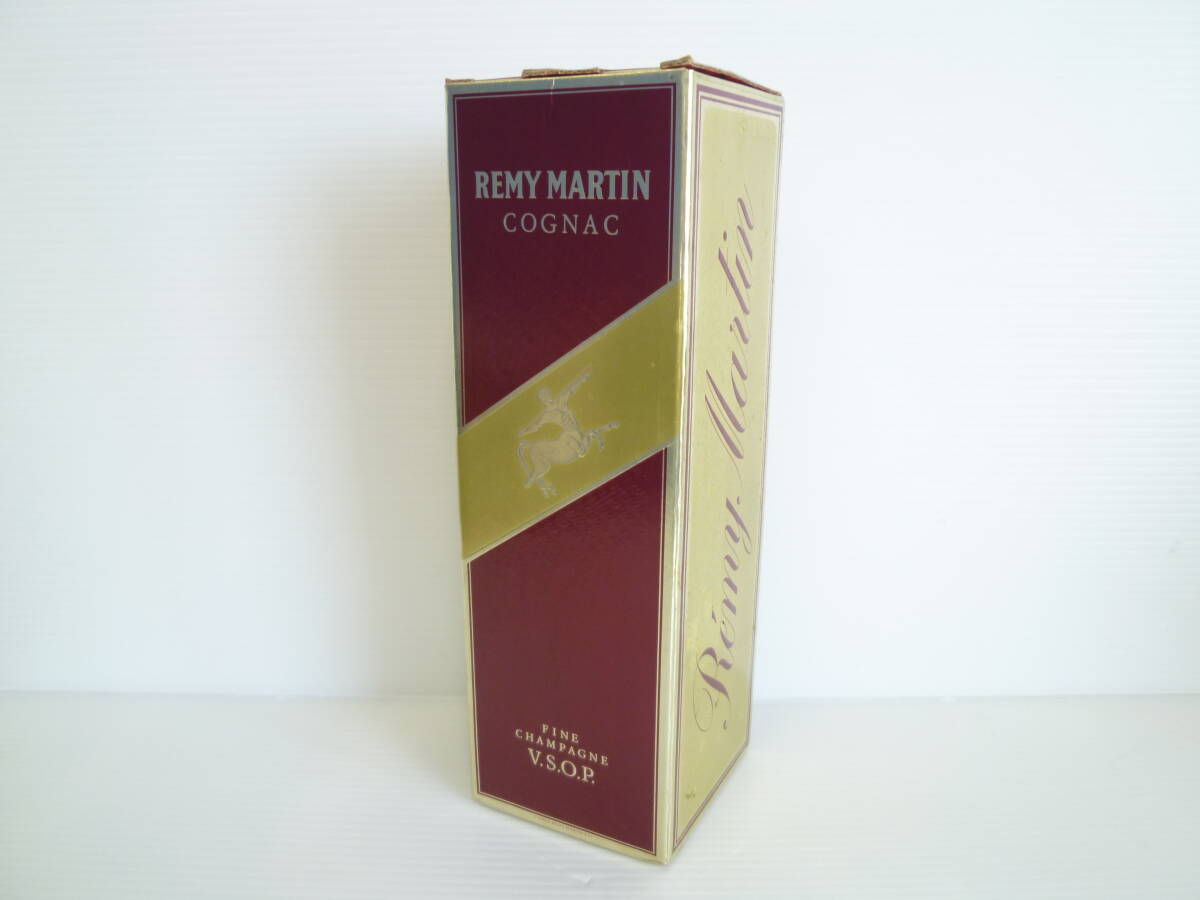 REMY MARTIN
COGNAC
FINE
CHAMPAGNE
V.S.O.P.
Rémy Martin